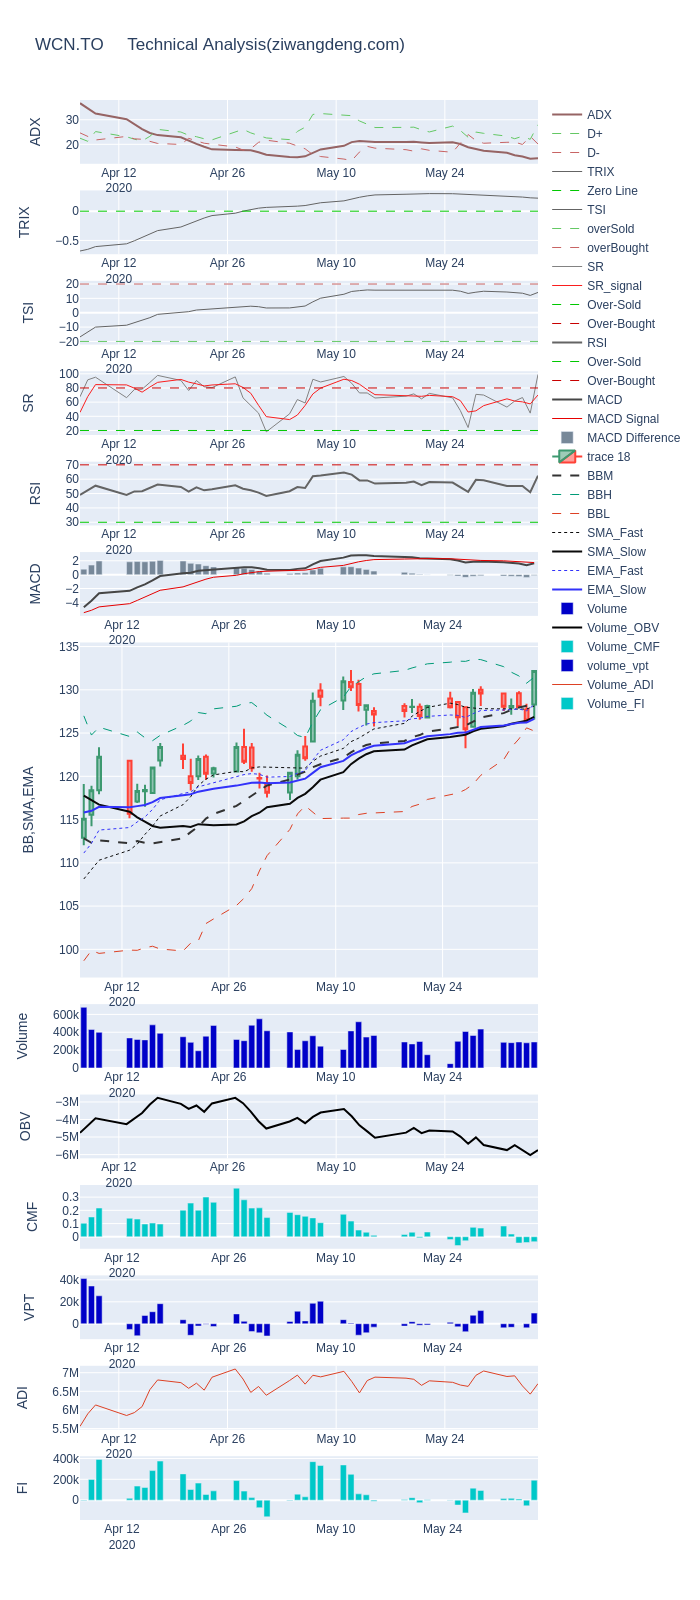 WCN.TO Technical Analysis(ziwangdeng.com)
ADX
30
20
Apr 12
2020
Apr 26
May 10
May 24
TRIX
0
−0.5
Apr 12
2020
Apr 26
May 10
May 24
TSI
20
10
0
−10
−20
Apr 12
2020
Apr 26
May 10
May 24
SR
100
80
60
40
20
Apr 12
2020
Apr 26
May 10
May 24
RSI
70
60
50
40
30
Apr 12
2020
Apr 26
May 10
May 24
MACD
2
0
−2
−4
Apr 12
2020
Apr 26
May 10
May 24
BB,SMA,EMA
135
130
125
120
115
110
105
100
Apr 12
2020
Apr 26
May 10
May 24
Volume
600k
400k
200k
0
Apr 12
2020
Apr 26
May 10
May 24
OBV
−3M
−4M
−5M
−6M
Apr 12
2020
Apr 26
May 10
May 24
CMF
0.3
0.2
0.1
0
Apr 12
2020
Apr 26
May 10
May 24
VPT
40k
20k
0
Apr 12
2020
Apr 26
May 10
May 24
ADI
7M
6.5M
6M
5.5M
Apr 12
2020
Apr 26
May 10
May 24
FI
400k
200k
0
Apr 12
2020
Apr 26
May 10
May 24
ADX
D+
D-
TRIX
Zero Line
TSI
overSold
overBought
SR
SR_signal
Over-Sold
Over-Bought
RSI
Over-Sold
Over-Bought
MACD
MACD Signal
MACD Difference
trace 18
BBM
BBH
BBL
SMA_Fast
SMA_Slow
EMA_Fast
EMA_Slow
Volume
Volume_OBV
Volume_CMF
volume_vpt
Volume_ADI
Volume_FI